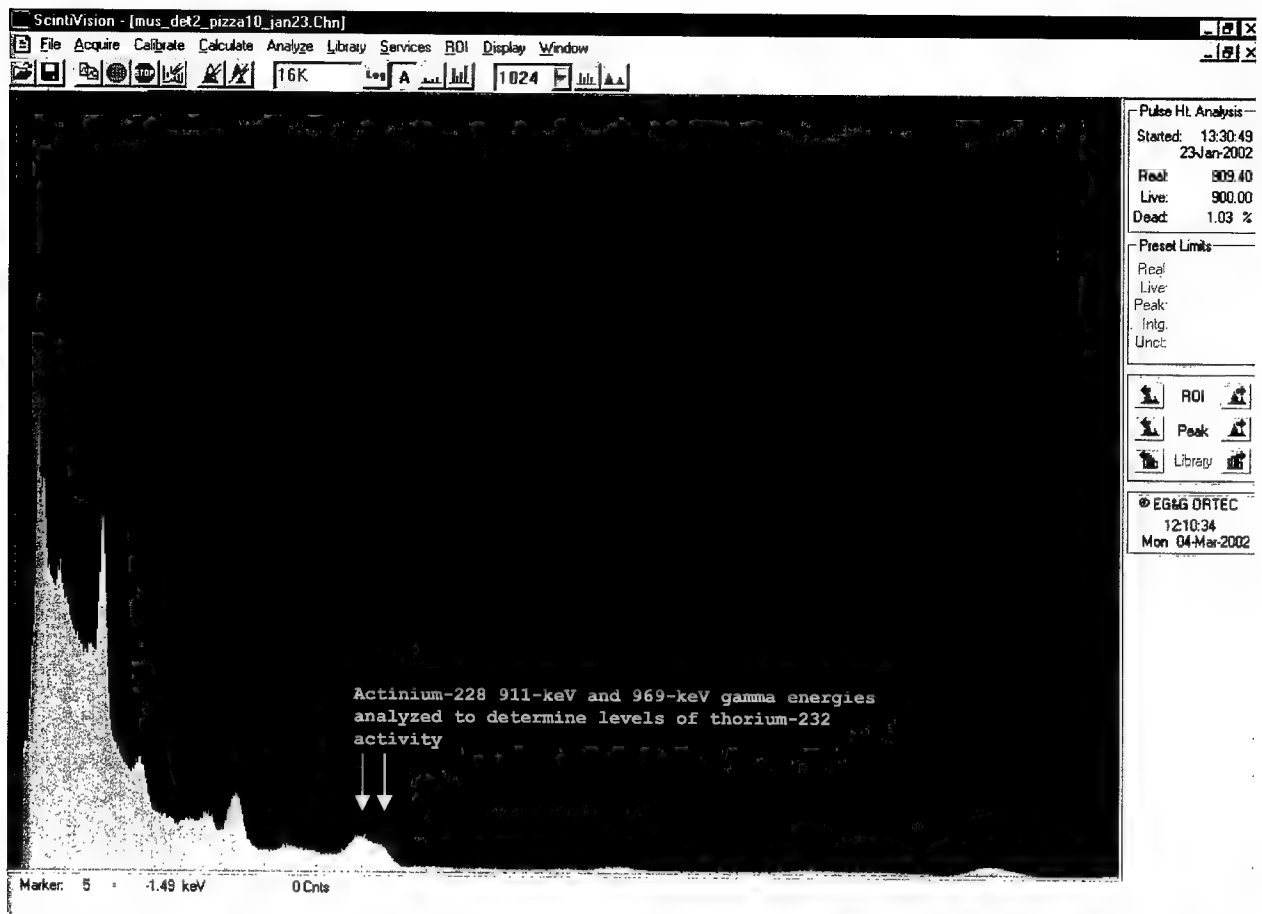 ScintiVision - [mus_det2_pizza10_jan23.Chn]
File Acquire Calibrate Calculate Analyze Library Services ROI Display Window
STOP 16K Log A 1024
Pulse Ht. Analysis
Started: 13:30:49
23-Jan-2002
Real: 909.40
Live: 900.00
Dead: 1.03 %
Preset Limits
Real
Live:
Peak:
Intg.
Unct:
ROI
Peak
Library
EG&G ORTEC
12:10:34
Mon 04-Mar-2002
Actinium-228 911-keV and 969-keV gamma energies
analyzed to determine levels of thorium-232
activity
Marker: 5 = -1.49 keV 0 Cnts